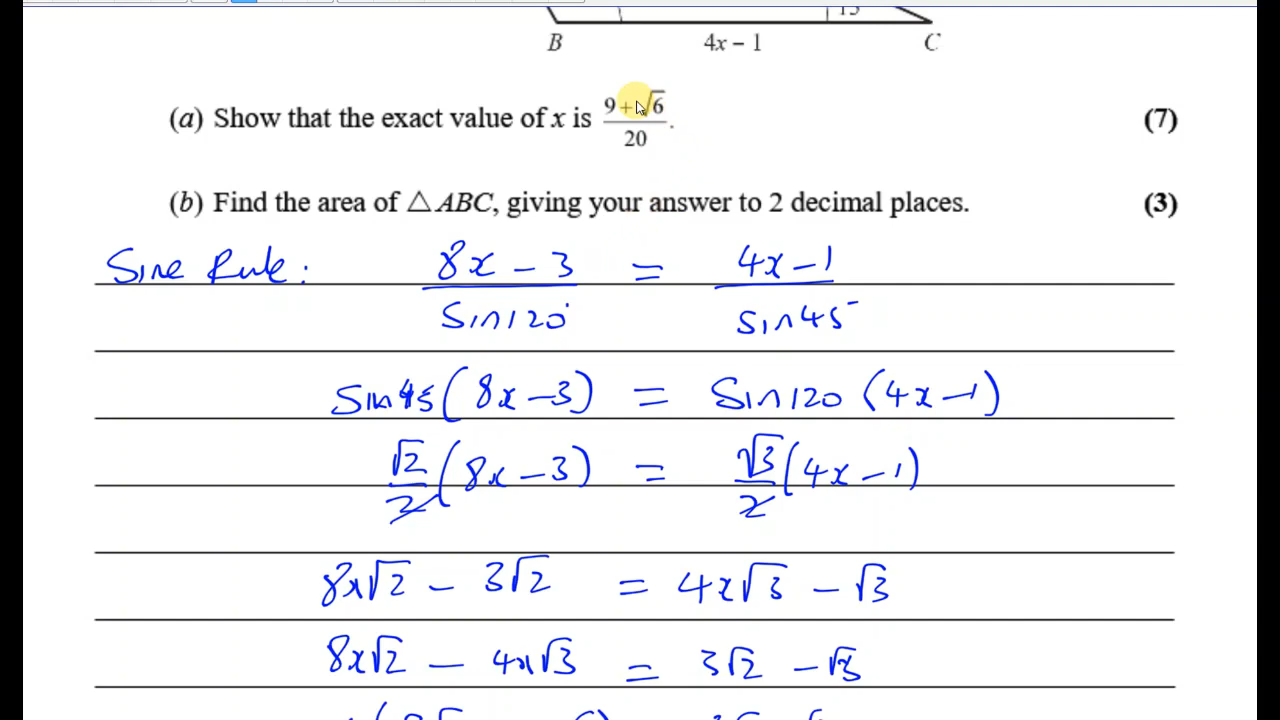 15°
B 4x – 1 C
(a) Show that the exact value of x is (9+√6)/20. (7)
(b) Find the area of △ABC, giving your answer to 2 decimal places. (3)
Sine Rule: (8x – 3)/sin120° = (4x – 1)/sin45°
sin45(8x – 3) = sin120(4x – 1)
√2/2(8x – 3) = √3/2(4x – 1)
8x√2 – 3√2 = 4x√3 – √3
8x√2 – 4x√3 = 3√2 – √3